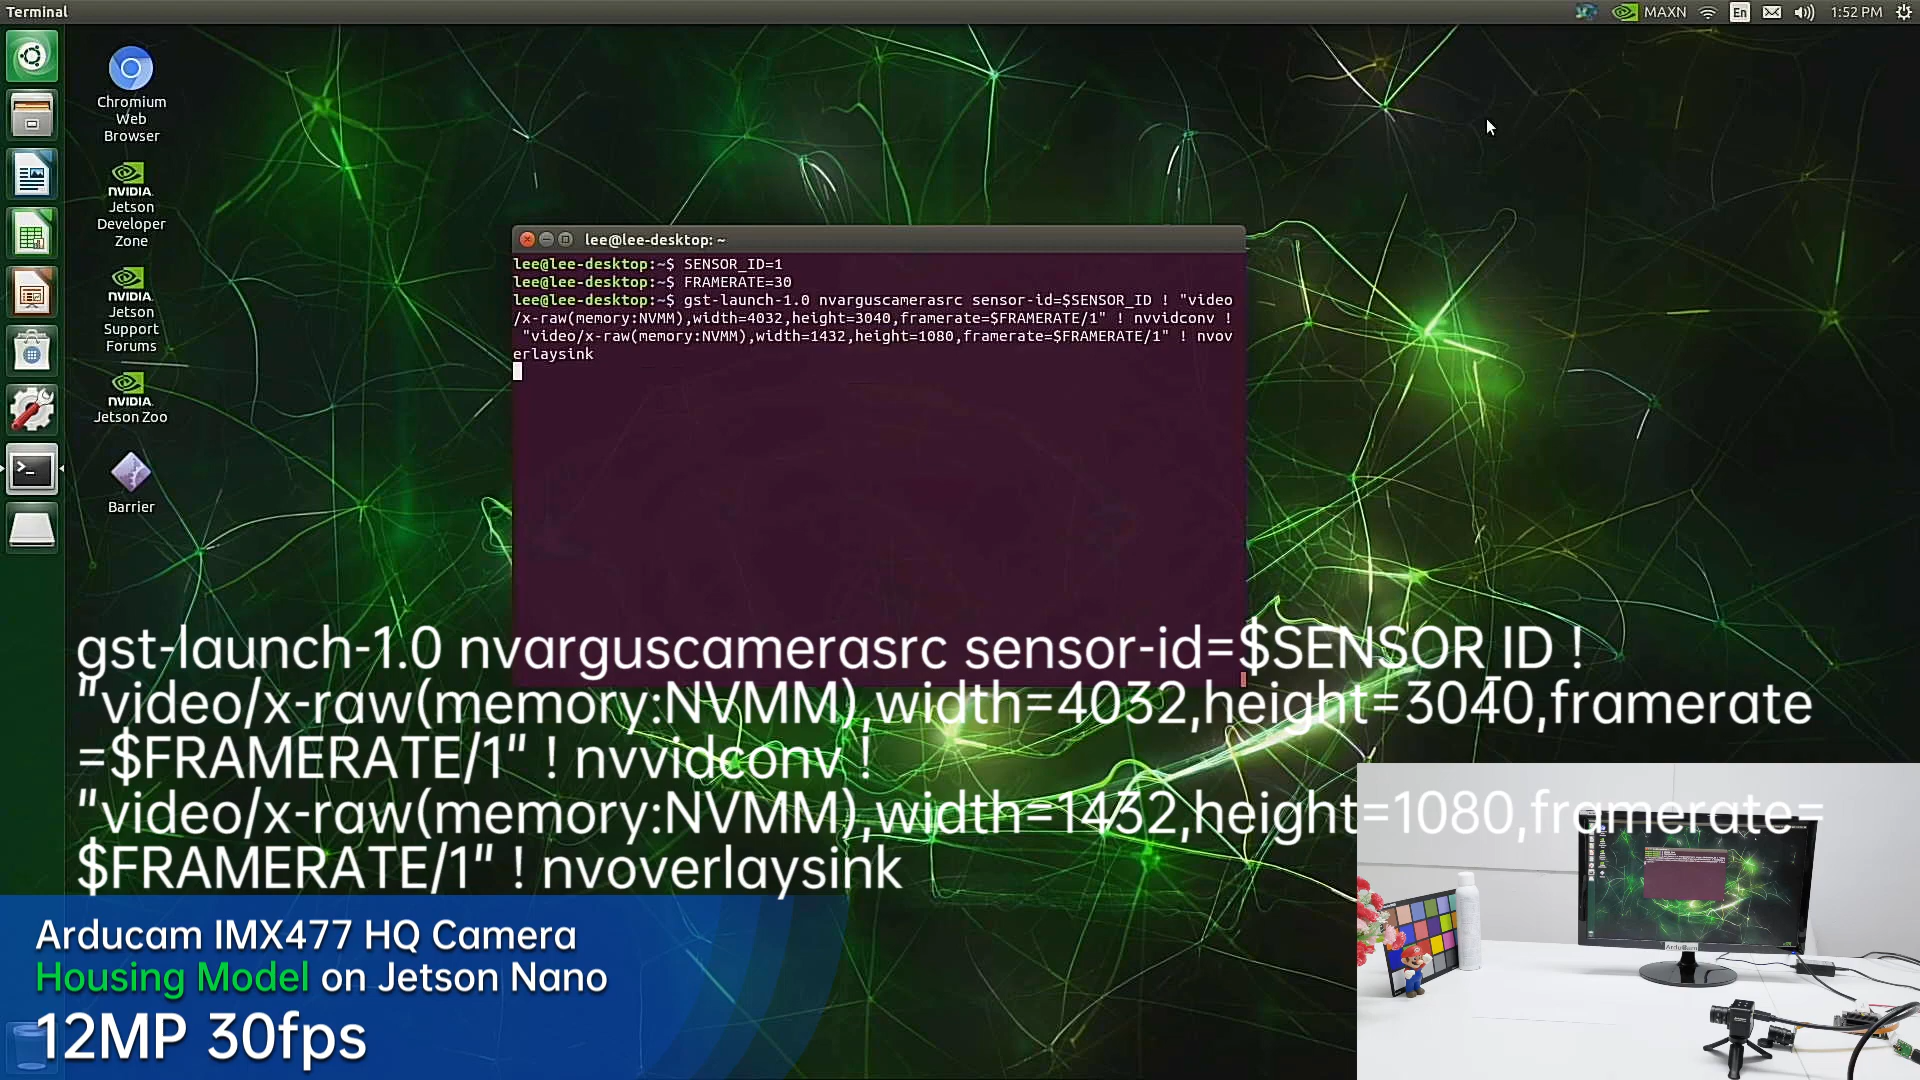 Terminal
MAXN
En
1:52 PM
Chromium
Web
Browser
NVIDIA.
Jetson
Developer
Zone
NVIDIA.
Jetson
Support
Forums
NVIDIA.
Jetson Zoo
Barrier
lee@lee-desktop: ~
lee@lee-desktop:~$ SENSOR_ID=1
lee@lee-desktop:~$ FRAMERATE=30
lee@lee-desktop:~$ gst-launch-1.0 nvarguscamerasrc sensor-id=$SENSOR_ID ! "video
/x-raw(memory:NVMM),width=4032,height=3040,framerate=$FRAMERATE/1" ! nvvidconv !
"video/x-raw(memory:NVMM),width=1432,height=1080,framerate=$FRAMERATE/1" ! nvov
erlaysink
gst-launch-1.0 nvarguscamerasrc sensor-id=$SENSOR_ID !
"video/x-raw(memory:NVMM),width=4032,height=3040,framerate
=$FRAMERATE/1" ! nvvidconv !
"video/x-raw(memory:NVMM),width=1432,height=1080,framerate=
$FRAMERATE/1" ! nvoverlaysink
Arducam IMX477 HQ Camera
Housing Model on Jetson Nano
12MP 30fps
ArduCam